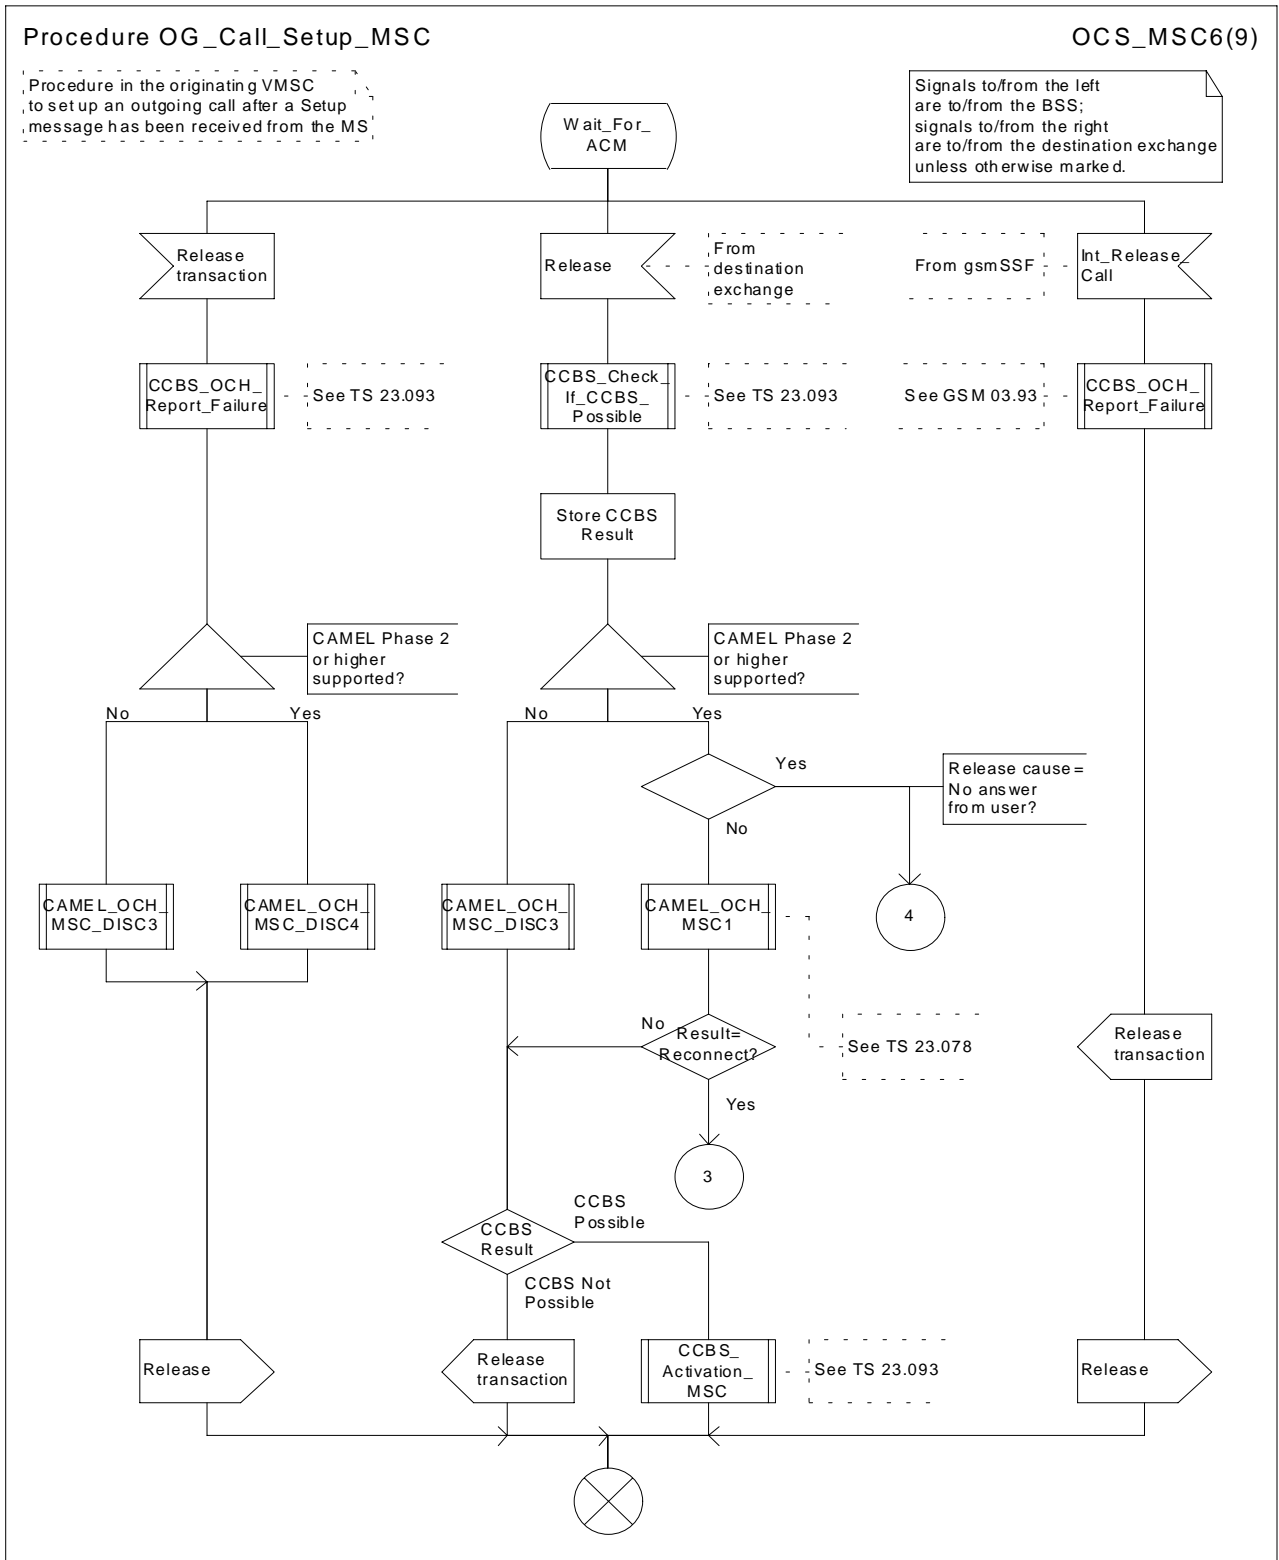 Procedure OG_Call_Setup_MSC
OCS_MSC6(9)
Procedure in the originating VMSC
to set up an outgoing call after a Setup
message has been received from the MS
Signals to/from the left
are to/from the BSS;
signals to/from the right
are to/from the destination exchange
unless otherwise marked.
Wait_For_
ACM
Release
transaction
Release
From
destination
exchange
From gsmSSF
Int_Release_
Call
CCBS_OCH_
Report_Failure
See TS 23.093
CCBS_Check_
If_CCBS_
Possible
See TS 23.093
See GSM 03.93
CCBS_OCH_
Report_Failure
Store CCBS
Result
CAMEL Phase 2
or higher
supported?
CAMEL Phase 2
or higher
supported?
No
Yes
No
Yes
Yes
Release cause=
No answer
from user?
No
CAMEL_OCH_
MSC_DISC3
CAMEL_OCH_
MSC_DISC4
CAMEL_OCH_
MSC_DISC3
CAMEL_OCH_
MSC1
4
No
Result=
Reconnect?
See TS 23.078
Release
transaction
Yes
3
CCBS
Possible
CCBS
Result
CCBS Not
Possible
Release
Release
transaction
CCBS_
Activation_
MSC
See TS 23.093
Release